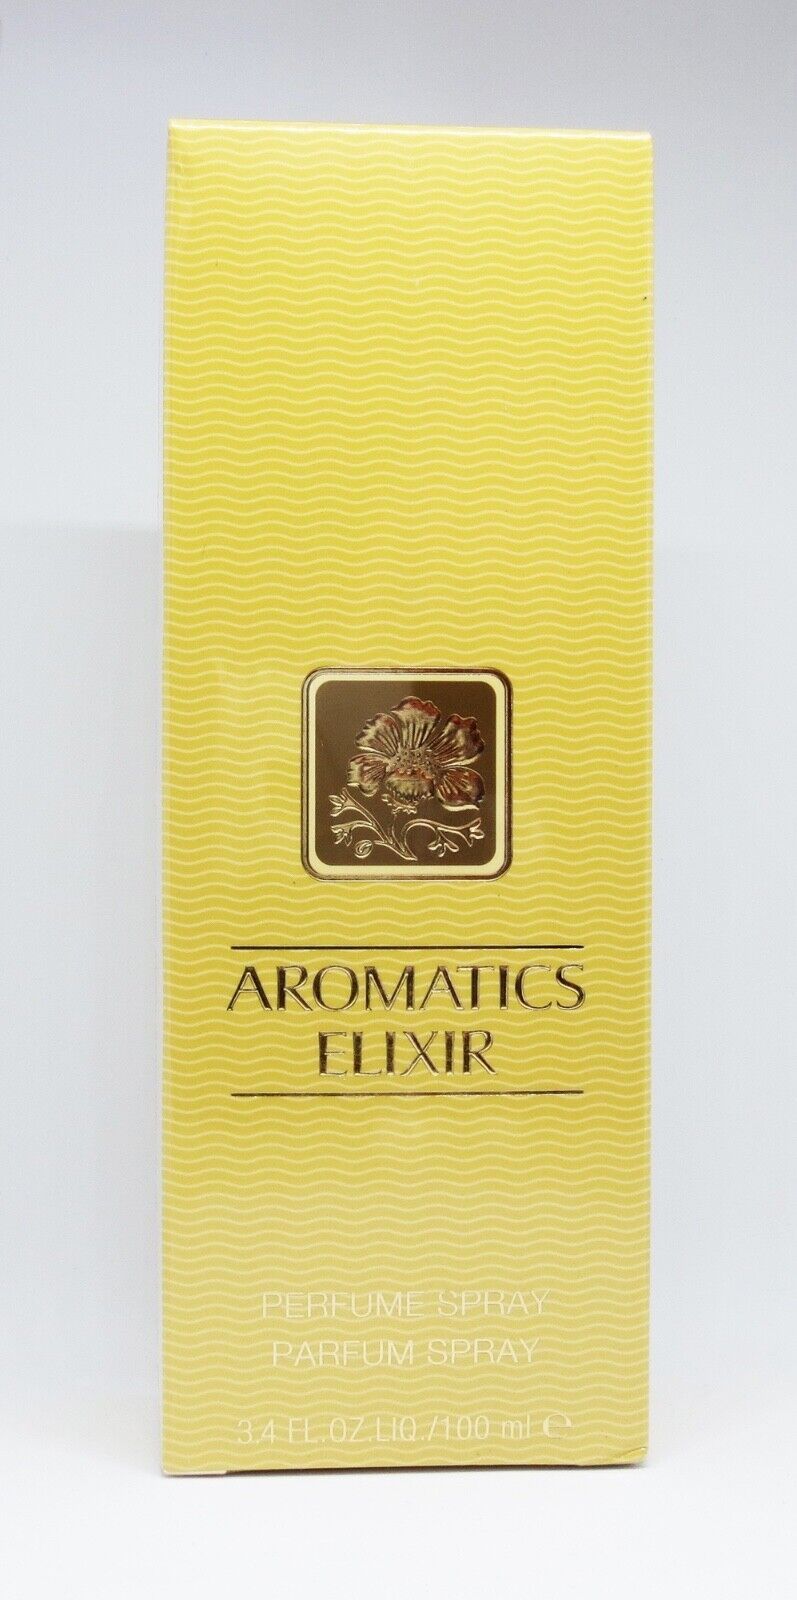 AROMATICS
ELIXIR
PERFUME SPRAY
PARFUM SPRAY
3.4 FL.OZ.LIQ./100 ml ℮